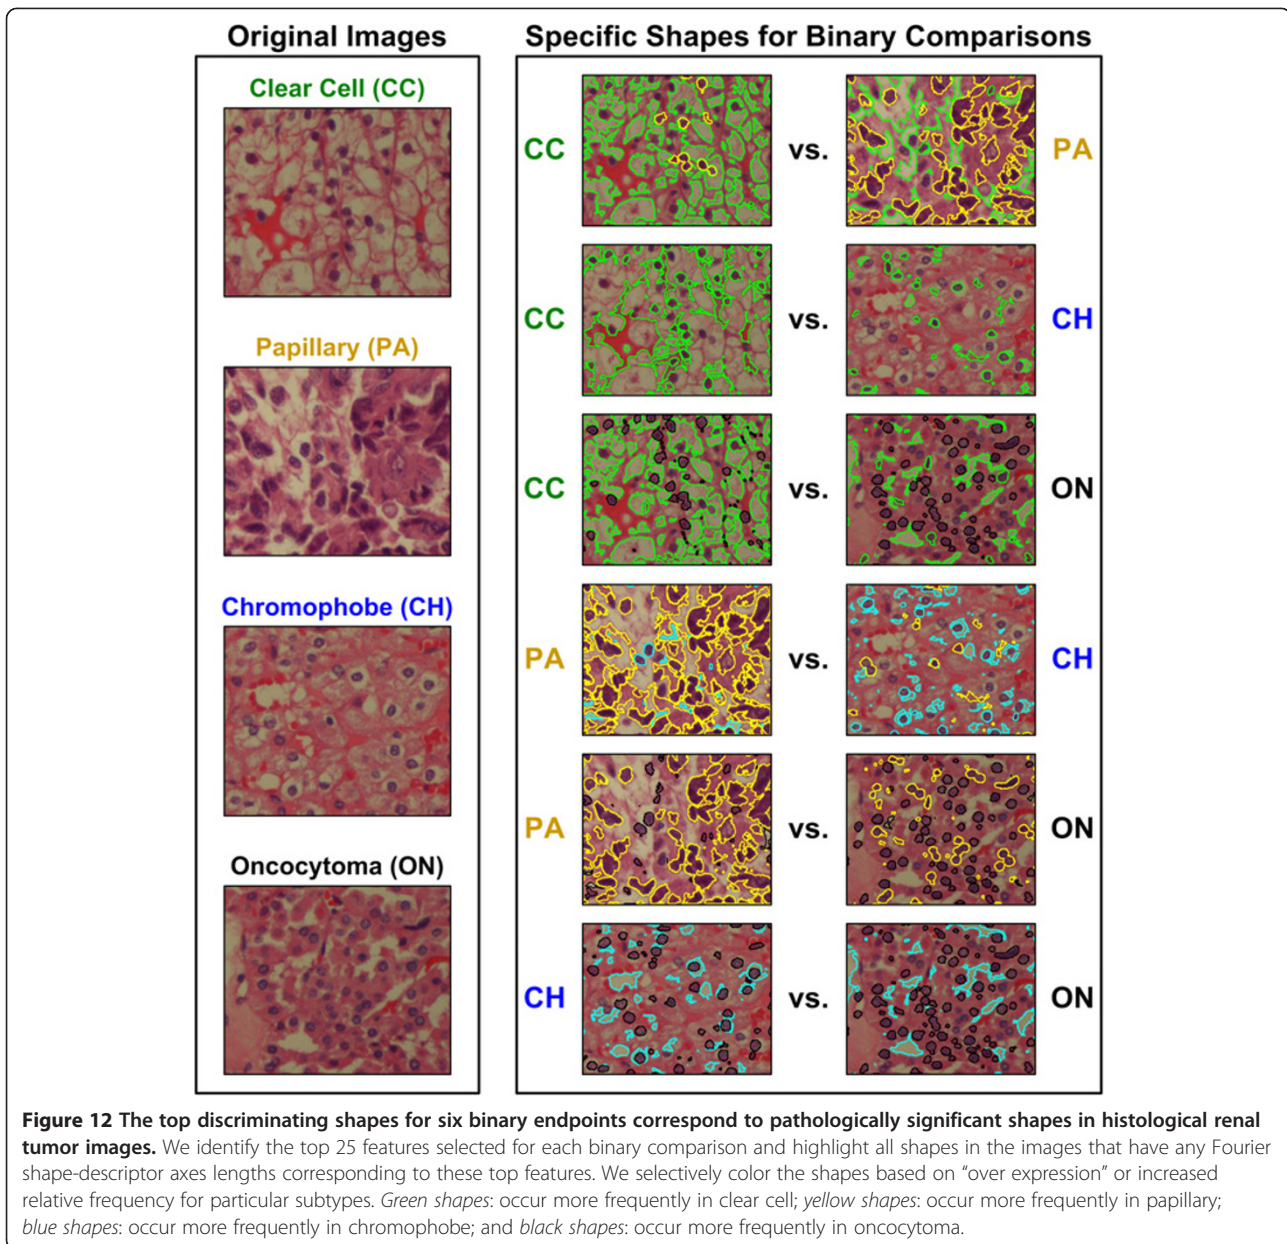 Original Images
Specific Shapes for Binary Comparisons
Clear Cell (CC)
Papillary (PA)
Chromophobe (CH)
Oncocytoma (ON)
CC vs. PA
CC vs. CH
CC vs. ON
PA vs. CH
PA vs. ON
CH vs. ON
Figure 12 The top discriminating shapes for six binary endpoints correspond to pathologically significant shapes in histological renal
tumor images. We identify the top 25 features selected for each binary comparison and highlight all shapes in the images that have any Fourier
shape-descriptor axes lengths corresponding to these top features. We selectively color the shapes based on “over expression” or increased
relative frequency for particular subtypes. Green shapes: occur more frequently in clear cell; yellow shapes: occur more frequently in papillary;
blue shapes: occur more frequently in chromophobe; and black shapes: occur more frequently in oncocytoma.